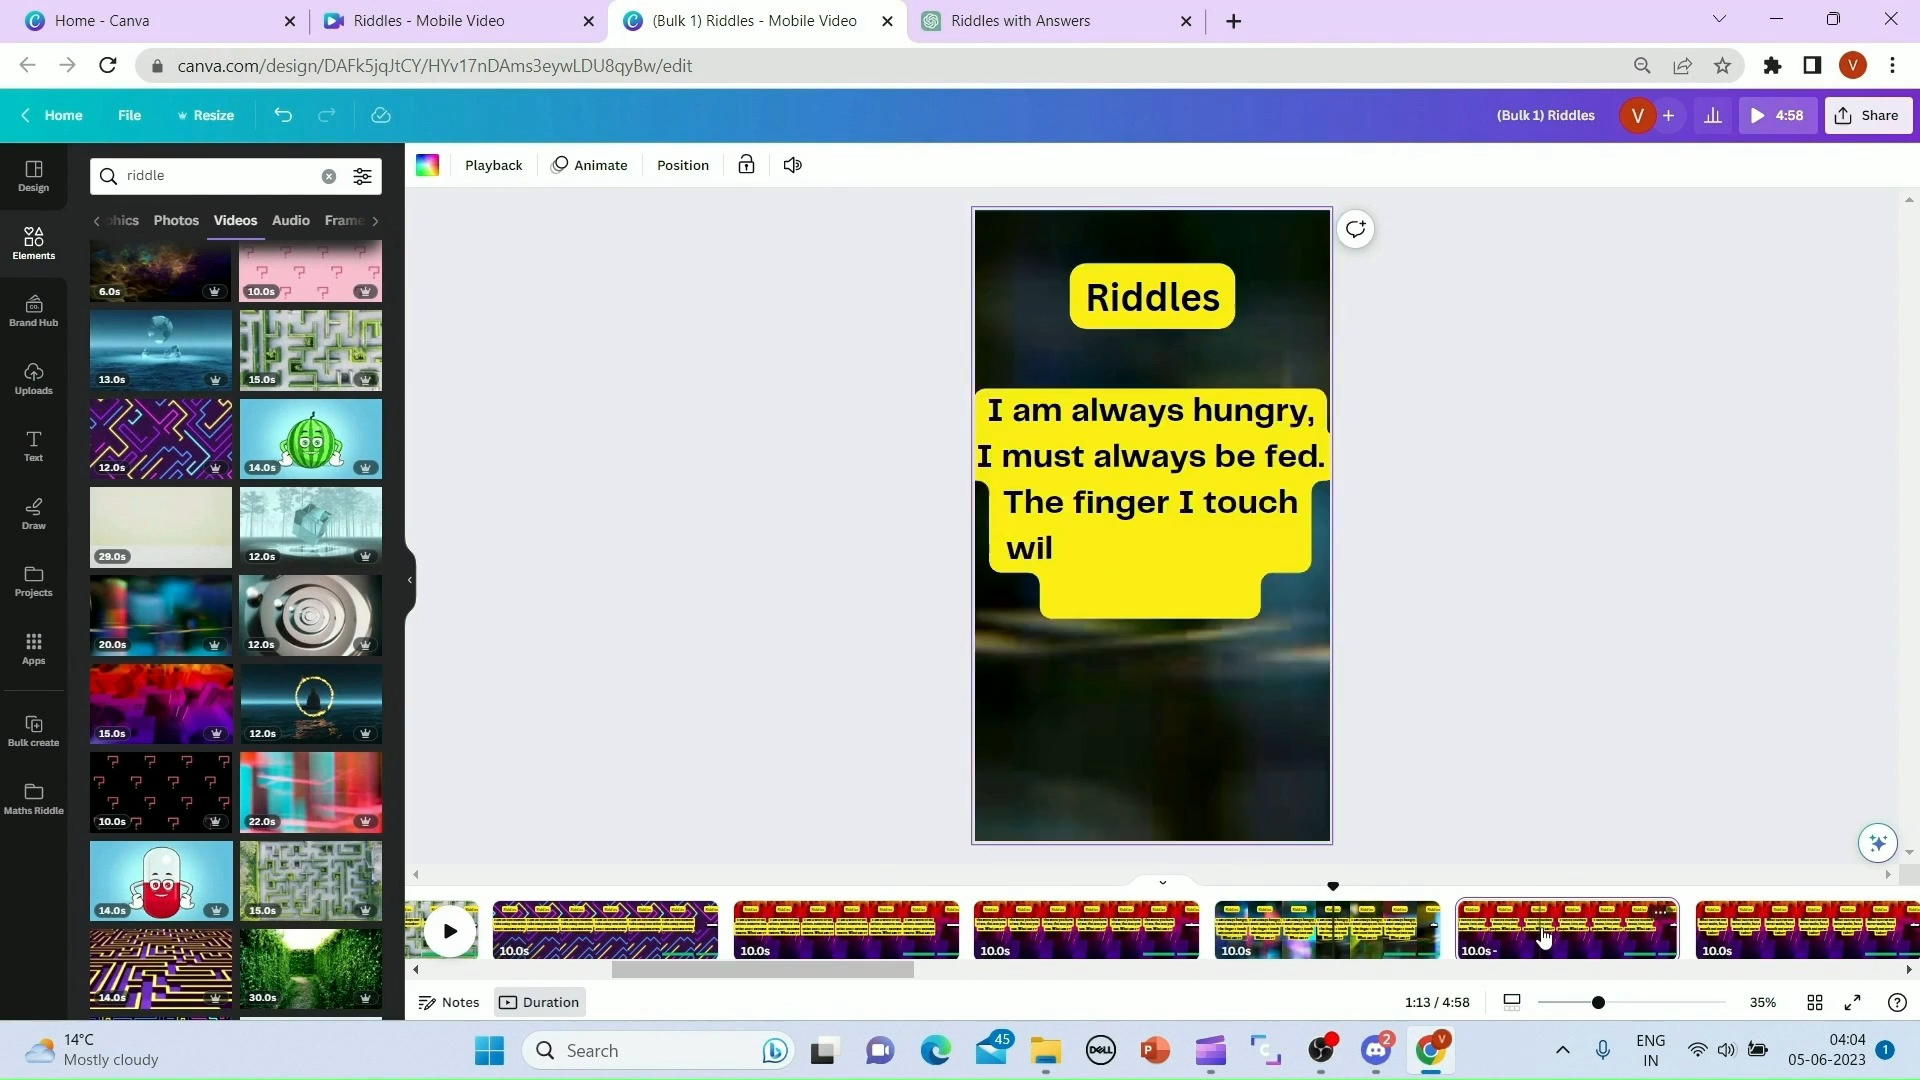 Home - Canva
Riddles - Mobile Video
(Bulk 1) Riddles - Mobile Video
Riddles with Answers
canva.com/design/DAFk5jqJtCY/HYv17nDAms3eywLDU8qyBw/edit
V
Home
File
Resize
(Bulk 1) Riddles
V
4:58
Share
Design
Elements
Brand Hub
Uploads
Text
Draw
Projects
Apps
Bulk create
Maths Riddle
riddle
Photos
Videos
Audio
Frame
6.0s
10.0s
13.0s
15.0s
12.0s
14.0s
29.0s
12.0s
20.0s
12.0s
15.0s
12.0s
10.0s
22.0s
14.0s
15.0s
14.0s
30.0s
Playback
Animate
Position
Riddles
I am always hungry,
I must always be fed.
The finger I touch
wil
10.0s
10.0s
10.0s
10.0s
10.0s-
10.0s
Notes
Duration
1:13 / 4:58
35%
14°C
Mostly cloudy
Search
45
DELL
2
V
ENG
IN
04:04
05-06-2023
1